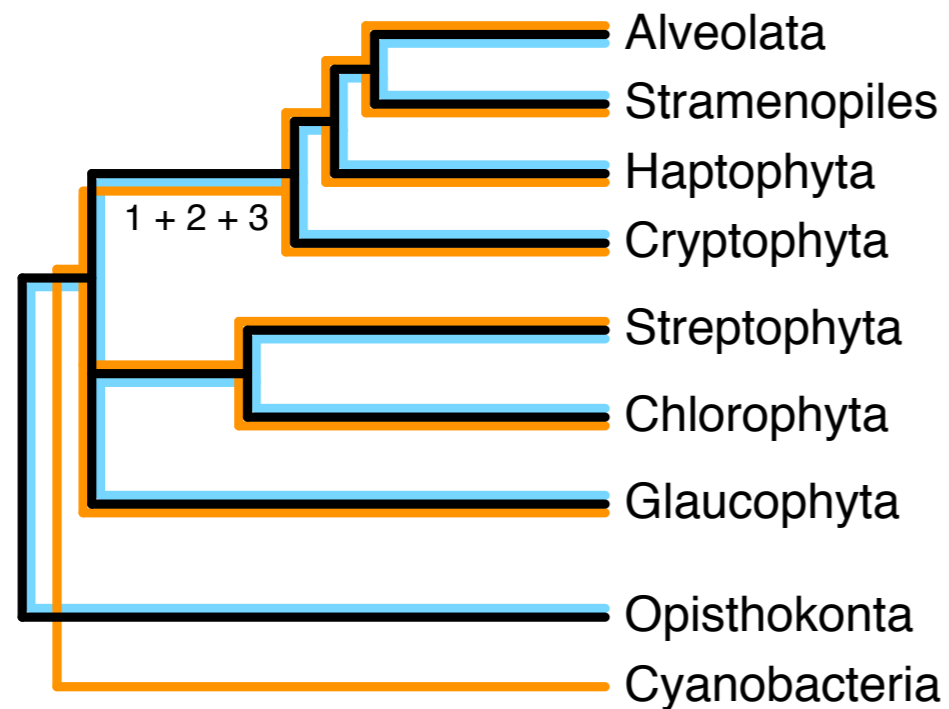 Alveolata
Stramenopiles
Haptophyta
1 + 2 + 3
Cryptophyta
Streptophyta
Chlorophyta
Glaucophyta
Opisthokonta
Cyanobacteria